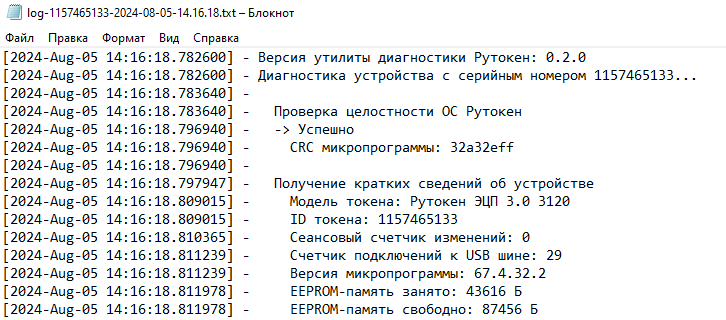 log-1157465133-2024-08-05-14.16.18.txt – Блокнот
Файл Правка Формат Вид Справка
[2024-Aug-05 14:16:18.782600] - Версия утилиты диагностики Рутокен: 0.2.0
[2024-Aug-05 14:16:18.782600] - Диагностика устройства с серийным номером 1157465133...
[2024-Aug-05 14:16:18.783640] -
[2024-Aug-05 14:16:18.783640] -   Проверка целостности ОС Рутокен
[2024-Aug-05 14:16:18.796940] -   -> Успешно
[2024-Aug-05 14:16:18.796940] -     CRC микропрограммы: 32a32eff
[2024-Aug-05 14:16:18.796940] -
[2024-Aug-05 14:16:18.797947] -   Получение кратких сведений об устройстве
[2024-Aug-05 14:16:18.809015] -     Модель токена: Рутокен ЭЦП 3.0 3120
[2024-Aug-05 14:16:18.809015] -     ID токена: 1157465133
[2024-Aug-05 14:16:18.810365] -     Сеансовый счетчик изменений: 0
[2024-Aug-05 14:16:18.811239] -     Счетчик подключений к USB шине: 29
[2024-Aug-05 14:16:18.811239] -     Версия микропрограммы: 67.4.32.2
[2024-Aug-05 14:16:18.811978] -     EEPROM-память занято: 43616 Б
[2024-Aug-05 14:16:18.811978] -     EEPROM-память свободно: 87456 Б